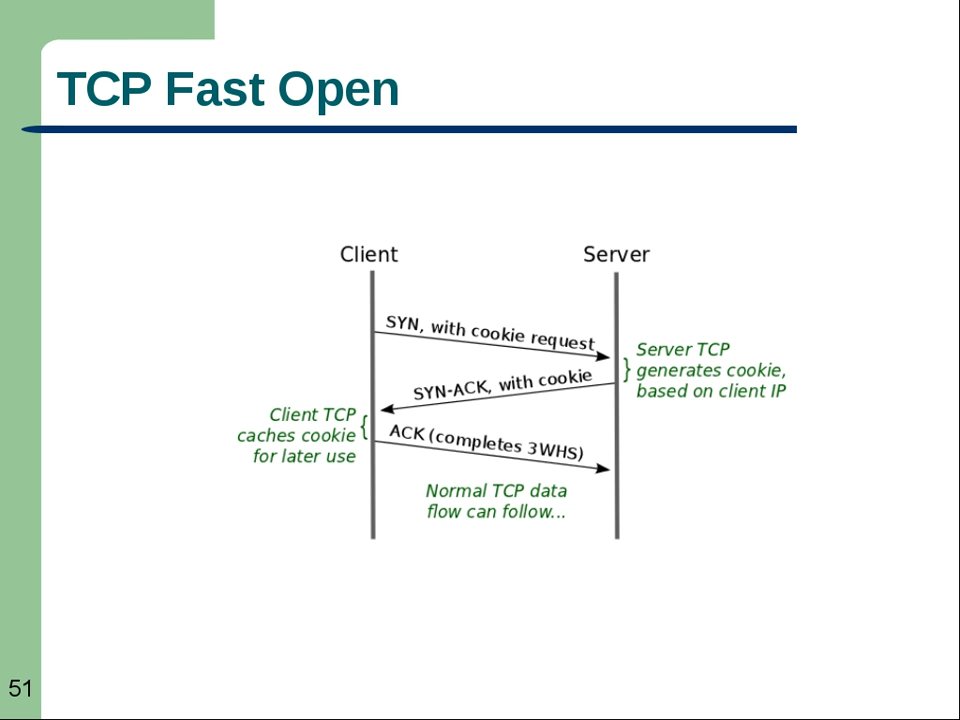 TCP Fast Open
Client
Server
SYN, with cookie request
Server TCP
generates cookie,
based on client IP
SYN-ACK, with cookie
Client TCP
caches cookie
for later use
ACK (completes 3WHS)
Normal TCP data
flow can follow...
51